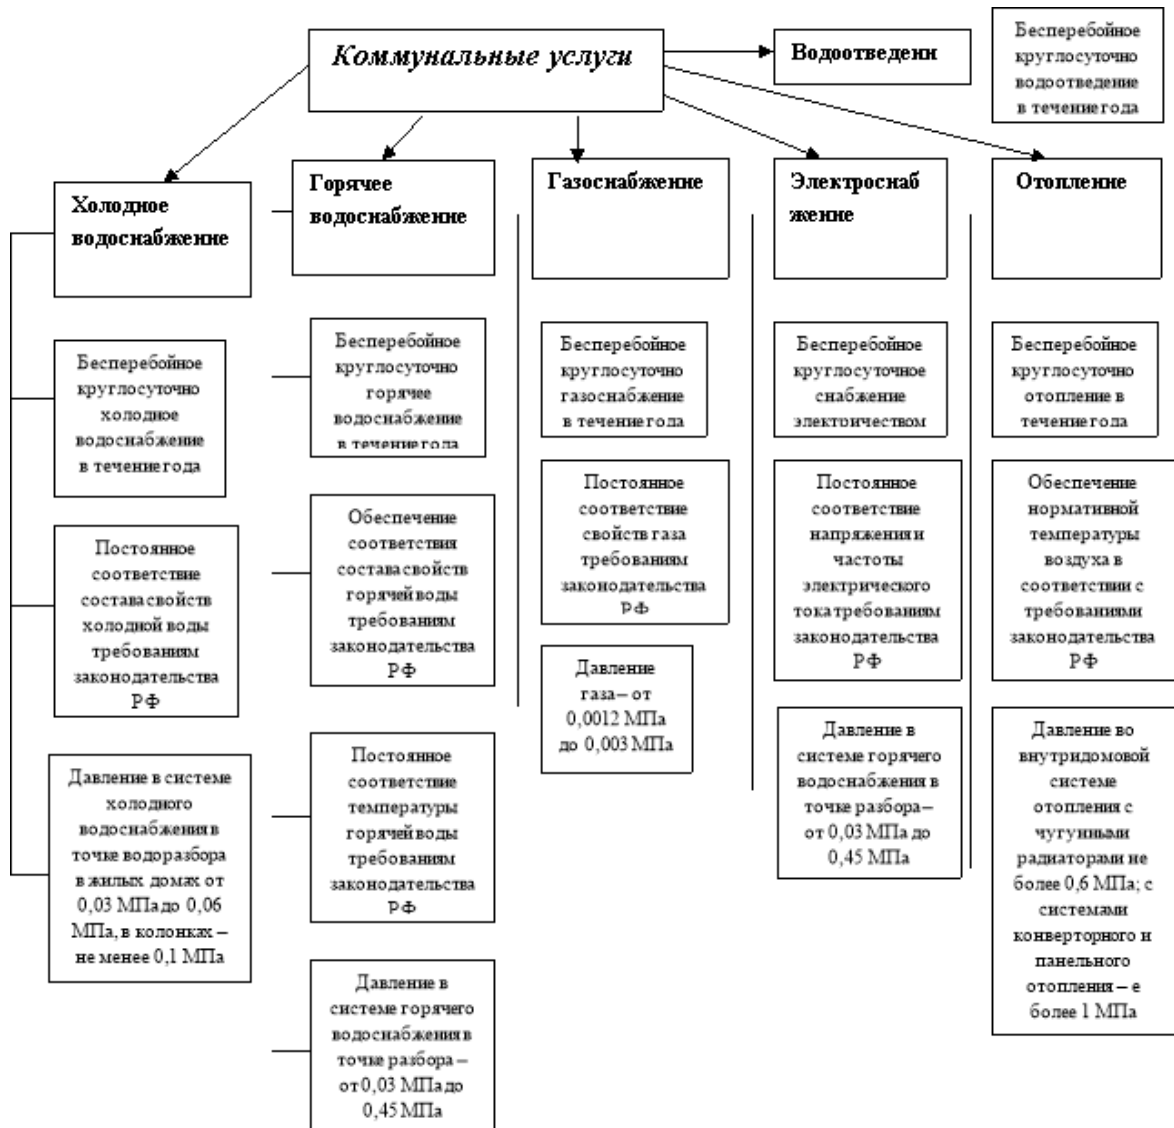 Коммунальные услуги
Водоотведени
Бесперебойное
круглосуточно
водоотведение
в течение года
Холодное
водоснабжение
Горячее
водоснабжение
Газоснабжение
Электроснаб
жение
Отопление
Бесперебойное
круглосуточно
холодное
водоснабжение
в течение года
Постоянное
соответствие
состава свойств
холодной воды
требованиям
законодательства
РФ
Давление в системе
холодного
водоснабжения в
точке водоразбора
в жилых домах от
0,03 МПа до 0,06
МПа, в колонках –
не менее 0,1 МПа
Бесперебойное
круглосуточно
горячее
водоснабжение
в течение года
Обеспечение
соответствия
состава свойств
горячей воды
требованиям
законодательства
РФ
Постоянное
соответствие
температуры
горячей воды
требованиям
законодательства
РФ
Давление в
системе горячего
водоснабжения в
точке разбора –
от 0,03 МПа до
0,45 МПа
Бесперебойное
круглосуточно
газоснабжение
в течение года
Постоянное
соответствие
свойств газа
требованиям
законодательства
РФ
Давление
газа – от
0,0012 МПа
до 0,003 МПа
Бесперебойное
круглосуточное
снабжение
электричеством
Постоянное
соответствие
напряжения и
частоты
электрического
тока требованиям
законодательства
РФ
Давление в
системе горячего
водоснабжения в
точке разбора –
от 0,03 МПа до
0,45 МПа
Бесперебойное
круглосуточно
отопление в
течение года
Обеспечение
нормативной
температуры
воздуха в
соответствии с
требованиями
законодательства
РФ
Давление во
внутридомовой
системе
отопления с
чугунными
радиаторами не
более 0,6 МПа; с
системами
конверторного и
панельного
отопления – е
более 1 МПа